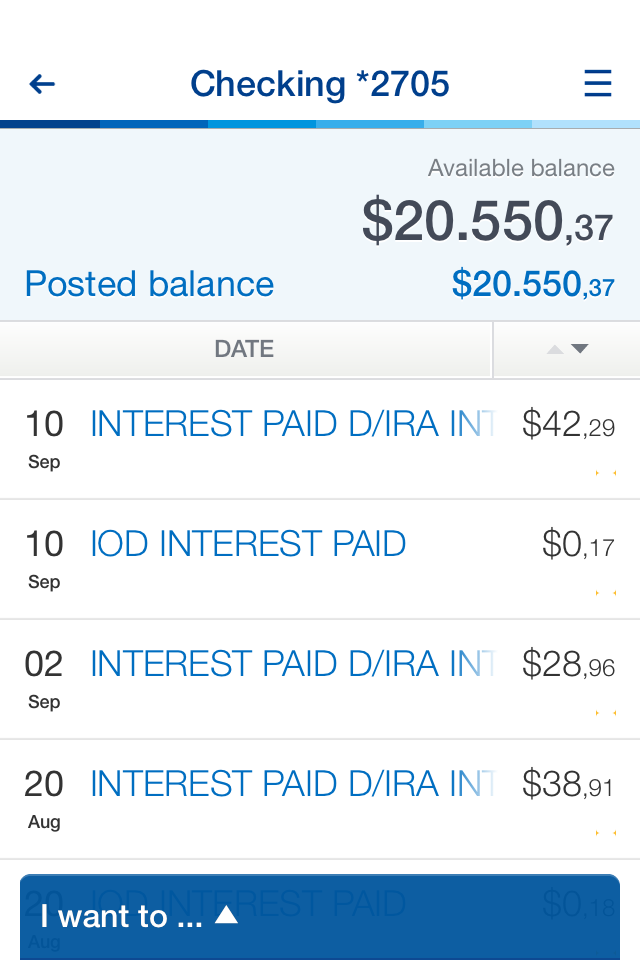 Checking *2705
Available balance
$20.550,37
Posted balance $20.550,37
DATE
10 INTEREST PAID D/IRA INT $42,29
Sep
10 IOD INTEREST PAID $0,17
Sep
02 INTEREST PAID D/IRA INT $28,96
Sep
20 INTEREST PAID D/IRA INT $38,91
Aug
20 IOD INTEREST PAID $0,18
I want to ...
Aug